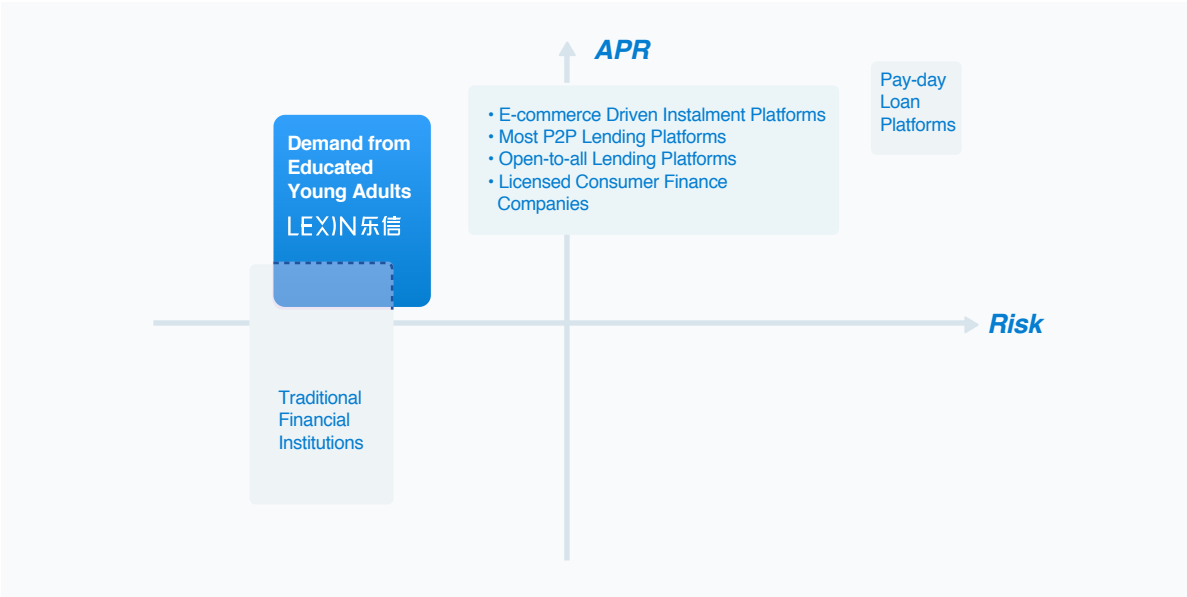 APR
Pay-day
Loan
Platforms
• E-commerce Driven Instalment Platforms
• Most P2P Lending Platforms
• Open-to-all Lending Platforms
• Licensed Consumer Finance
Companies
Demand from
Educated
Young Adults
LEXIN乐信
Risk
Traditional
Financial
Institutions